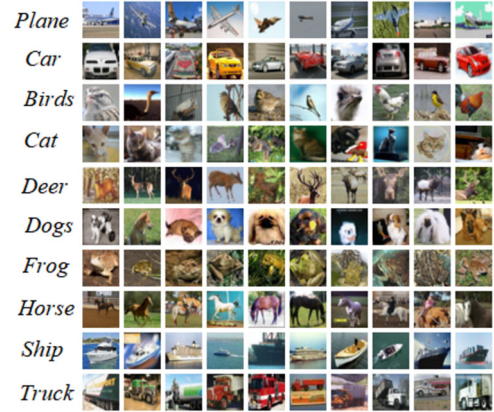 Plane
Car
Birds
Cat
Deer
Dogs
Frog
Horse
Ship
Truck